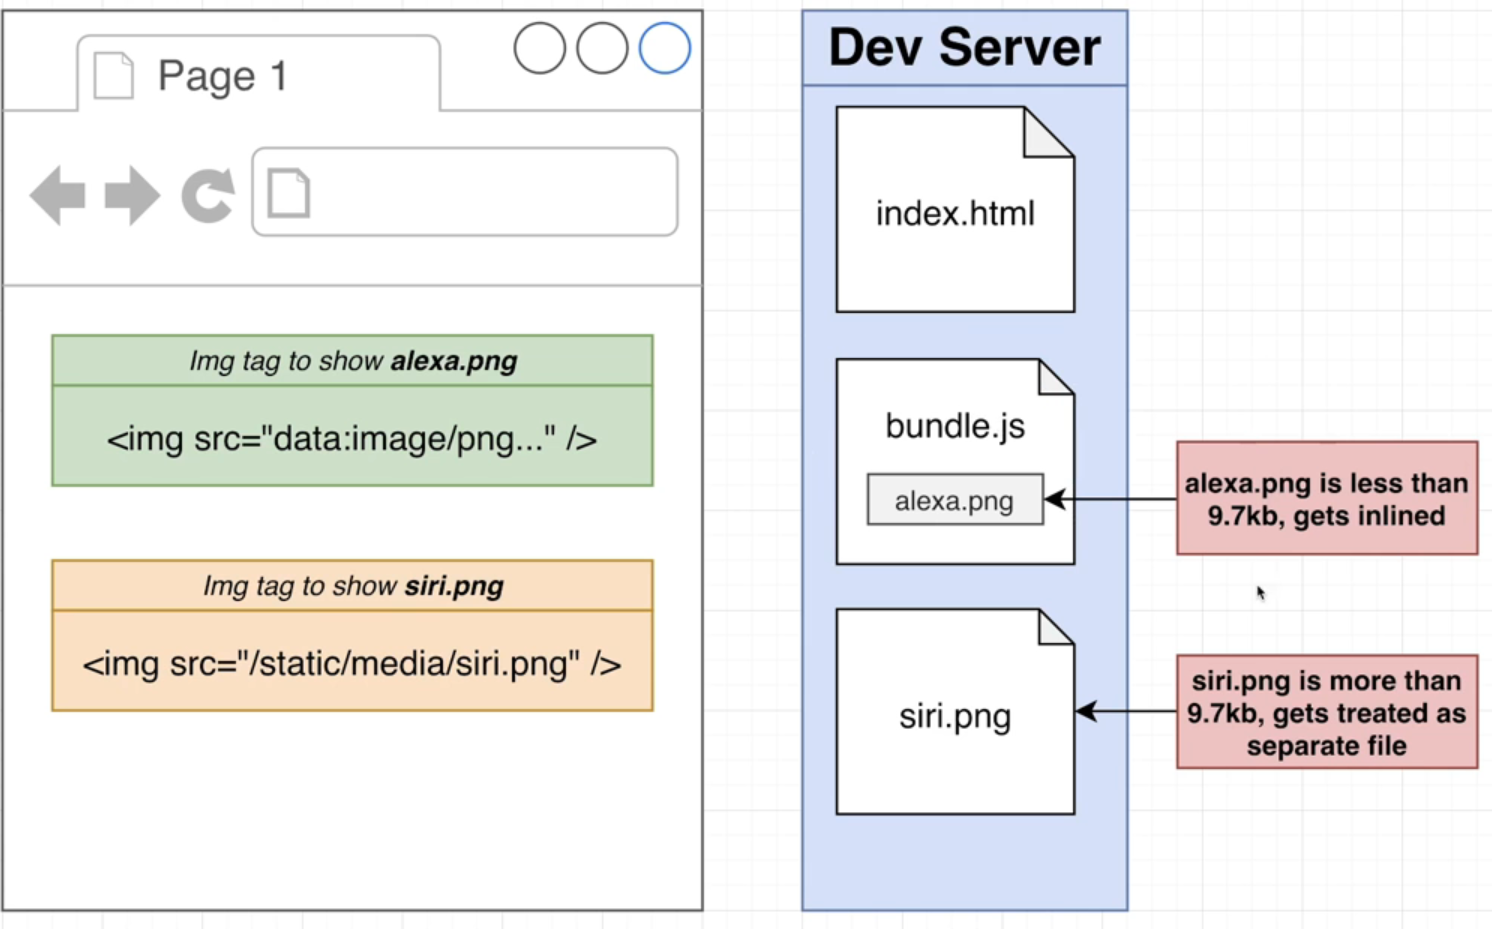 Page 1
Img tag to show alexa.png
<img src="data:image/png..." />
Img tag to show siri.png
<img src="/static/media/siri.png" />
Dev Server
index.html
bundle.js
alexa.png
siri.png
alexa.png is less than
9.7kb, gets inlined
siri.png is more than
9.7kb, gets treated as
separate file